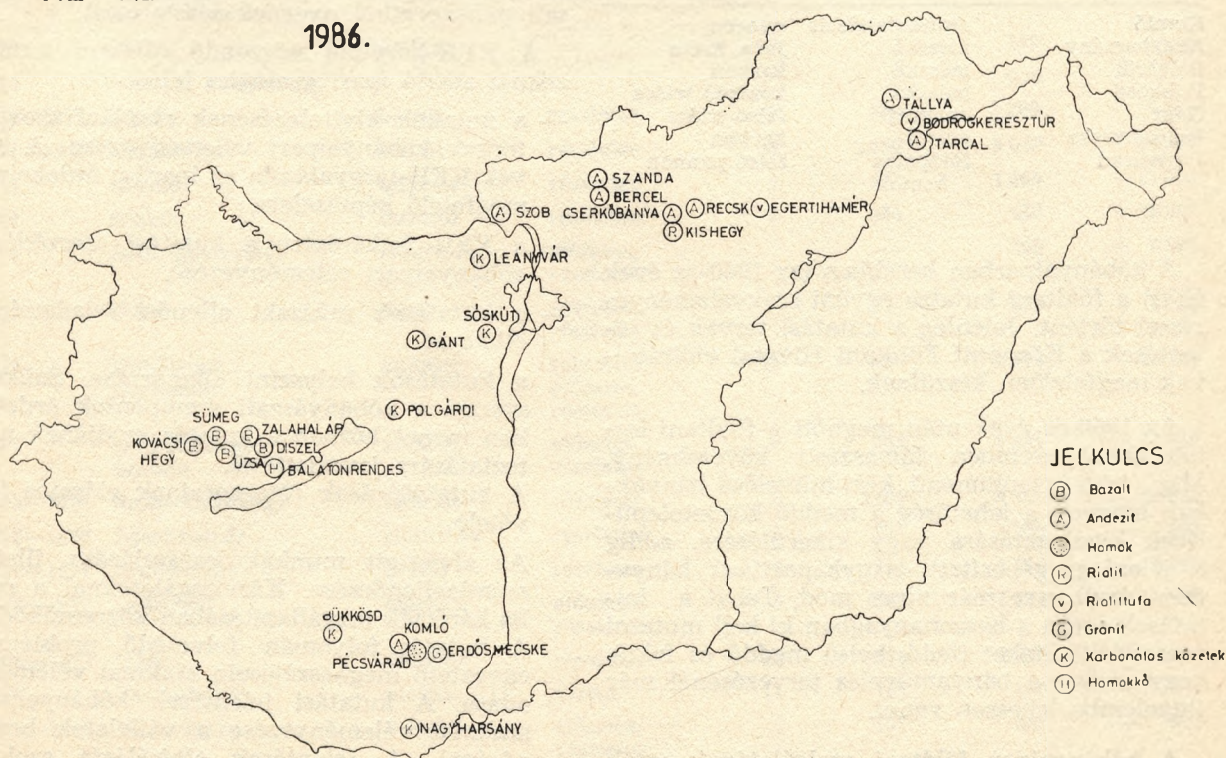 1986.
A TÁLLYA
V BODROGKERESZTÚR
A TARCAL
A SZANDA
A BERCEL
A SZOB
CSERKŐBÁNYA A
A RECSK
V EGERTIHAMÉR
R KISHEGY
K LEÁNYVÁR
SÓSKÚT
K
K GÁNT
K POLGÁRDI
SÜMEG
B
B ZALAHALÁP
KOVÁCSI
HEGY
B
B DISZEL
B
UZSA
H BALATONRENDES
BÜKKÖSD
K
KOMLÓ
A
PÉCSVÁRAD
G ERDŐSMECSKE
K NAGYHARSÁNY
JELKULCS
B Bazalt
A Andezit
Homok
R Riolit
V Riolittufa
G Gránit
K Karbonátos kőzetek
H Homokkő